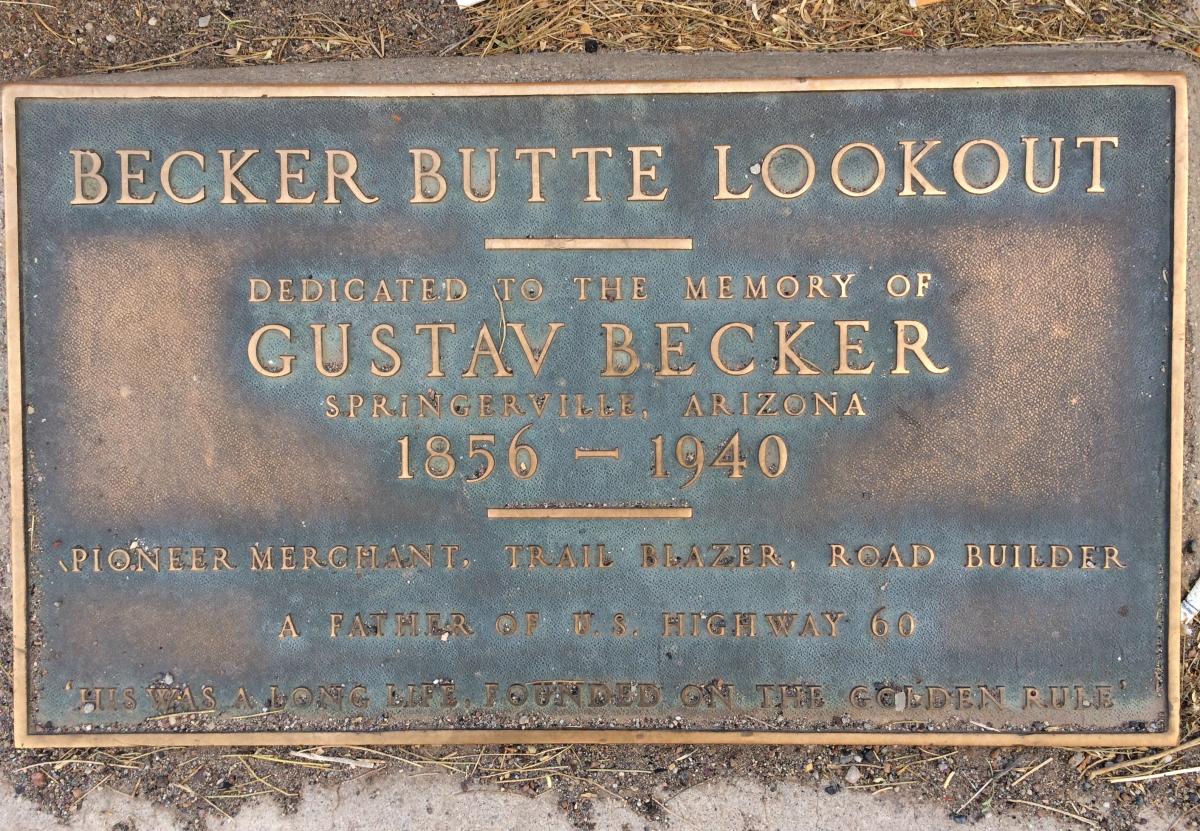 BECKER BUTTE LOOKOUT
DEDICATED TO THE MEMORY OF
GUSTAV BECKER
SPRINGERVILLE, ARIZONA
1856 — 1940
PIONEER MERCHANT, TRAIL BLAZER, ROAD BUILDER
A FATHER OF U.S. HIGHWAY 60
'HIS WAS A LONG LIFE, FOUNDED ON THE GOLDEN RULE'